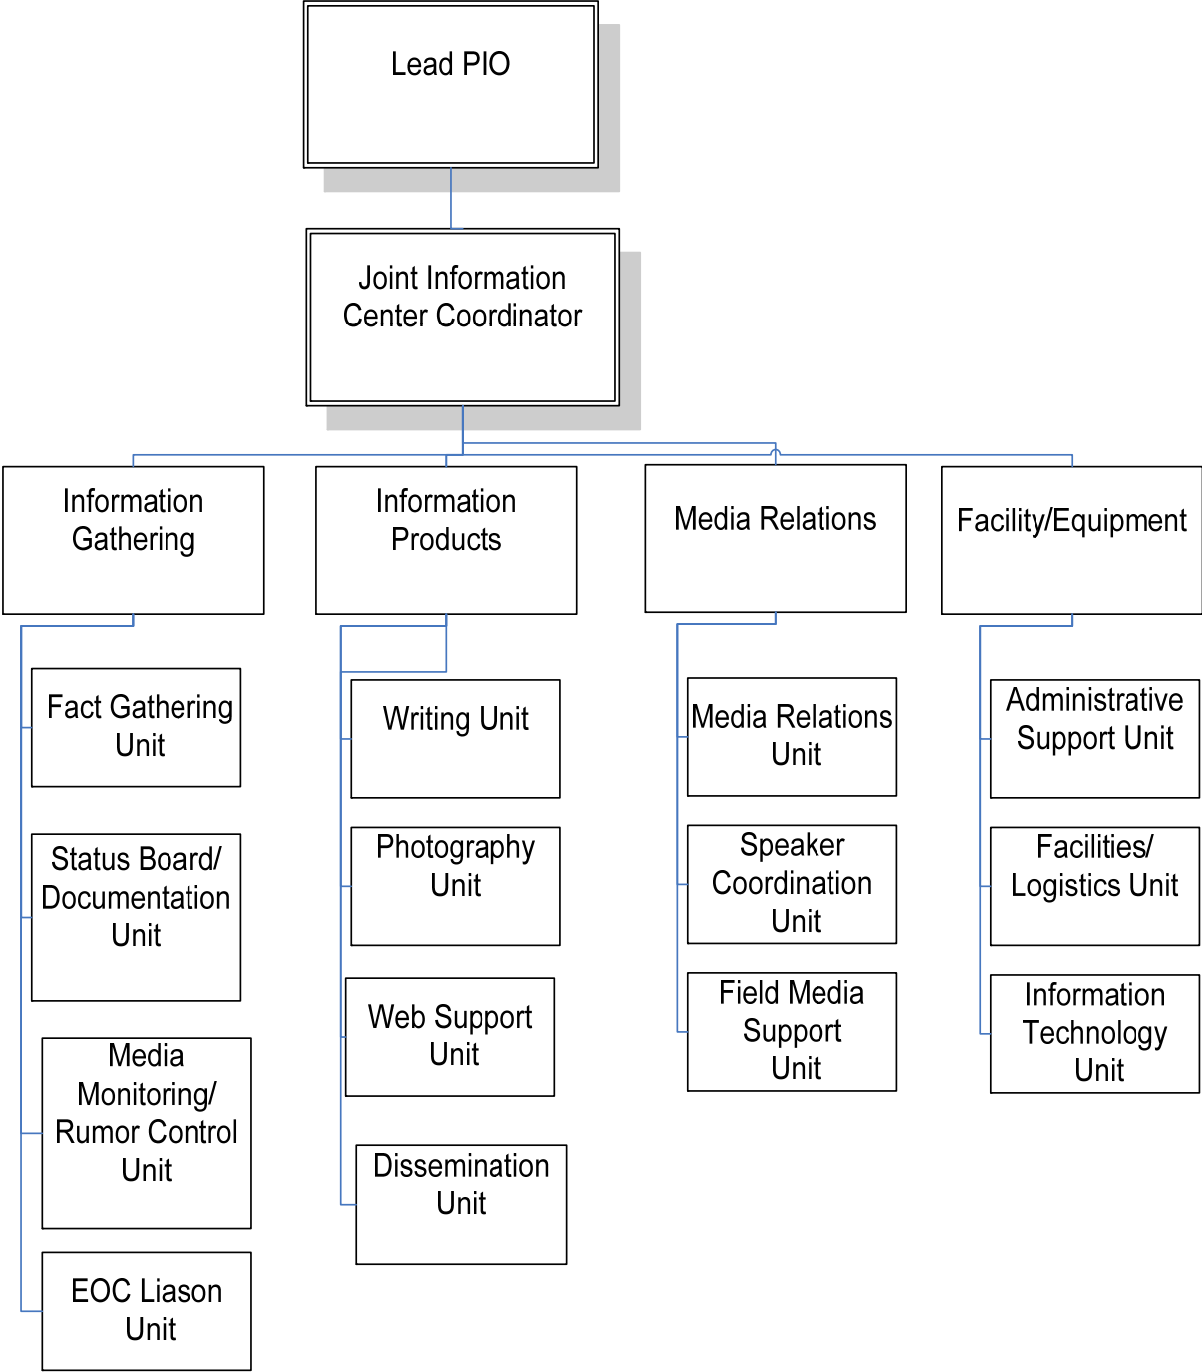 Lead PIO
Joint Information
Center Coordinator
Information
Gathering
Information
Products
Media Relations
Facility/Equipment
Fact Gathering
Unit
Status Board/
Documentation
Unit
Media
Monitoring/
Rumor Control
Unit
EOC Liason
Unit
Writing Unit
Photography
Unit
Web Support
Unit
Dissemination
Unit
Media Relations
Unit
Speaker
Coordination
Unit
Field Media
Support
Unit
Administrative
Support Unit
Facilities/
Logistics Unit
Information
Technology
Unit